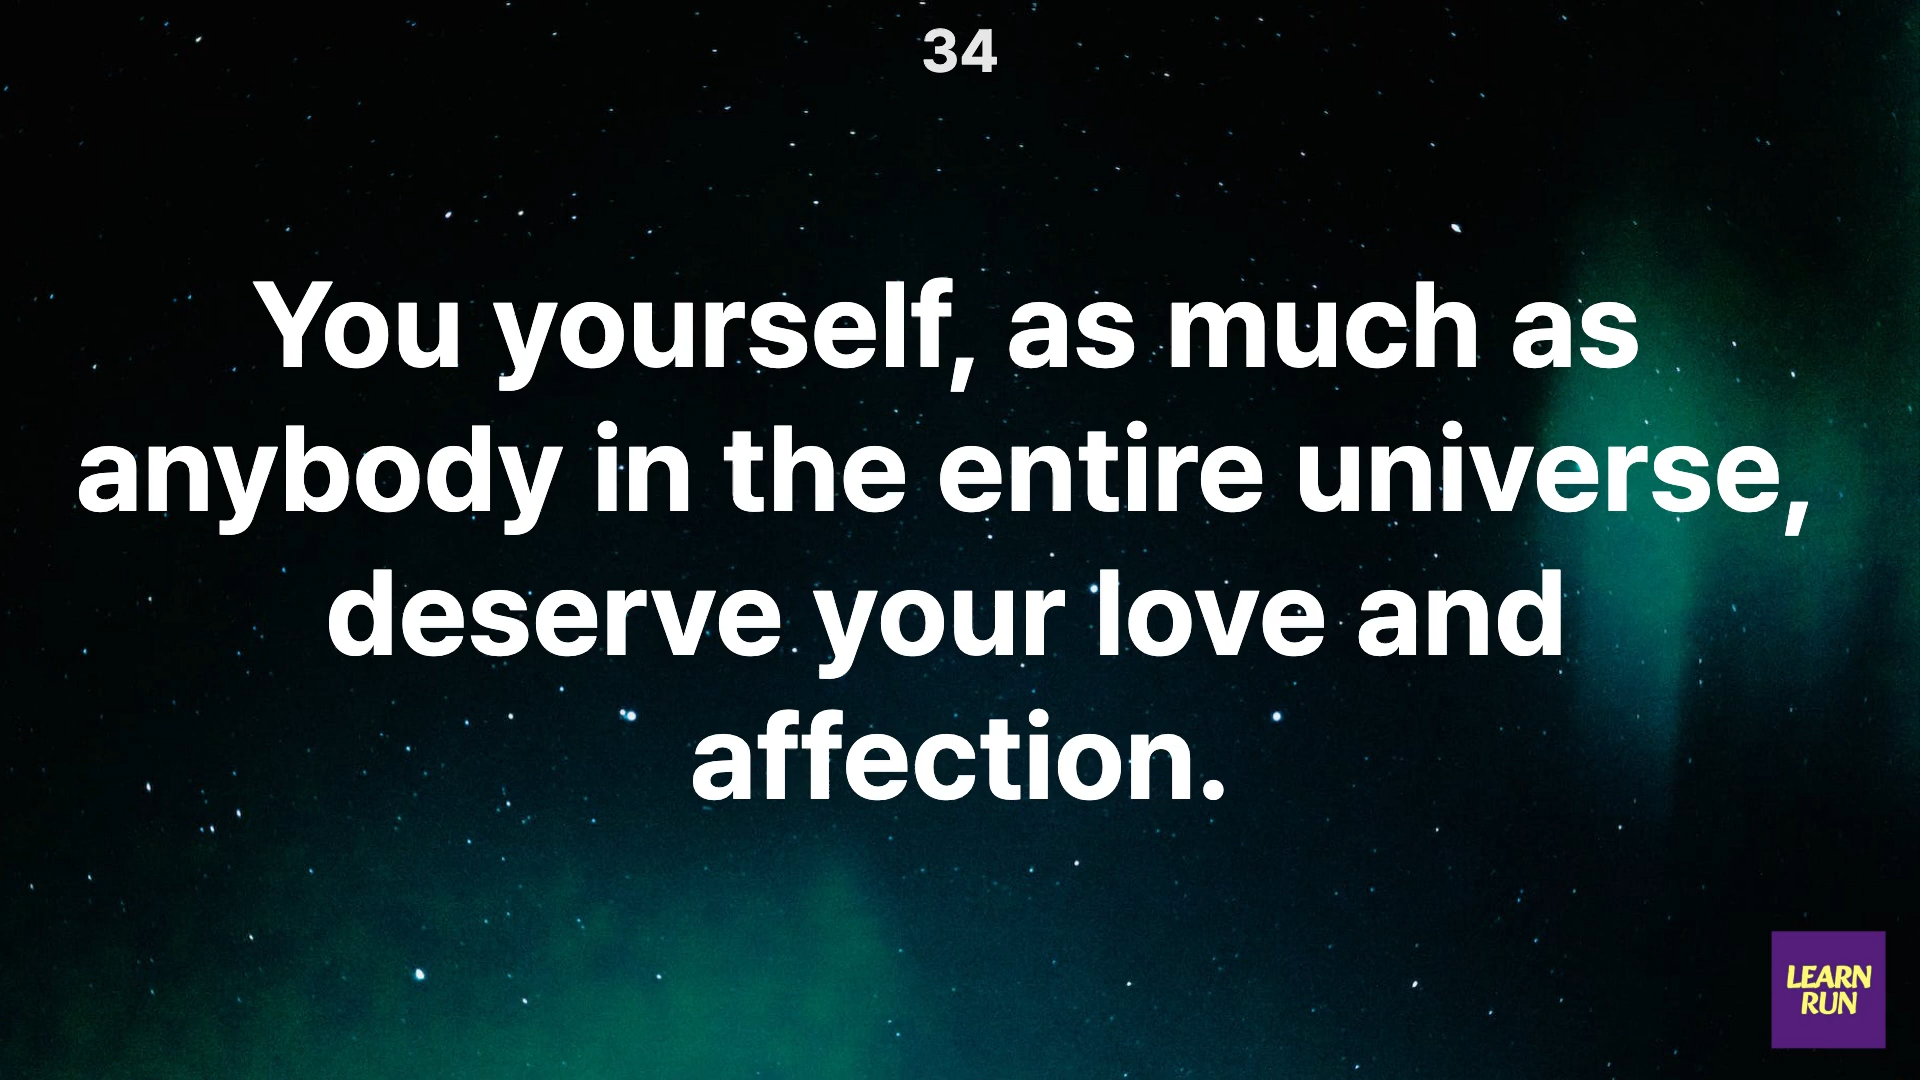 34
You yourself, as much as
anybody in the entire universe,
deserve your love and
affection.
LEARN
RUN